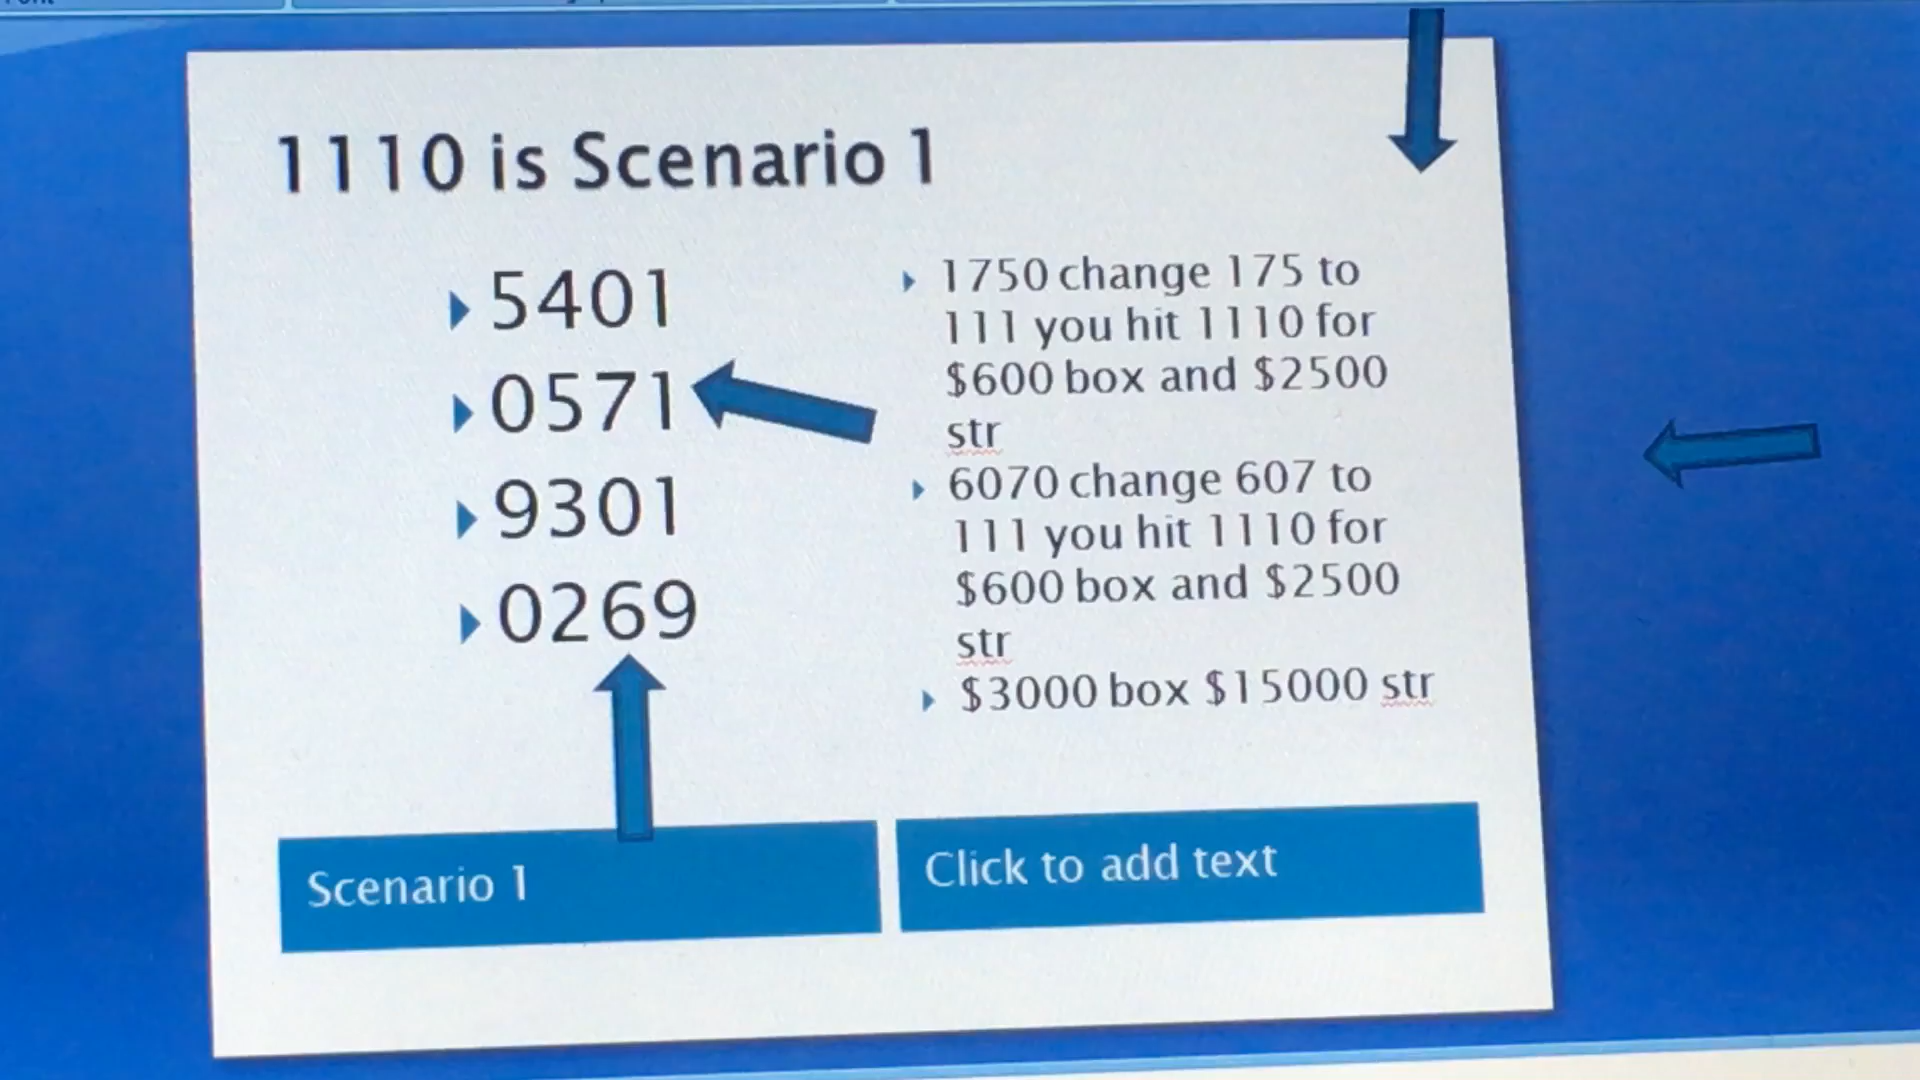 1110 is Scenario 1
5401
0571
9301
0269
1750 change 175 to
111 you hit 1110 for
$600 box and $2500
str
6070 change 607 to
111 you hit 1110 for
$600 box and $2500
str
$3000 box $15000 str
Scenario 1
Click to add text